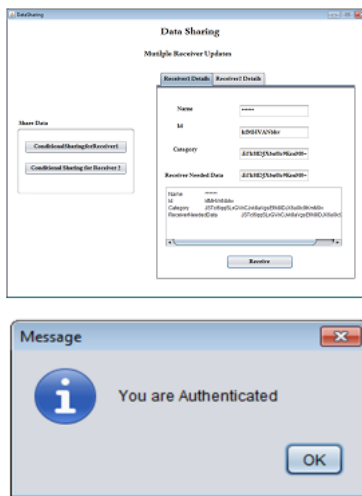 DataSharing
Data Sharing
Mutilple Receiver Updates
Receiver1 Details Receiver2 Details
Share Data
ConditionalSharingforReceiver1
Conditional Sharing for Receiver 2
Name ******
Id
Category
Receiver Needed Data
Name ******
Id
Category
ReceiverNeededData
Receive
Message
You are Authenticated
OK